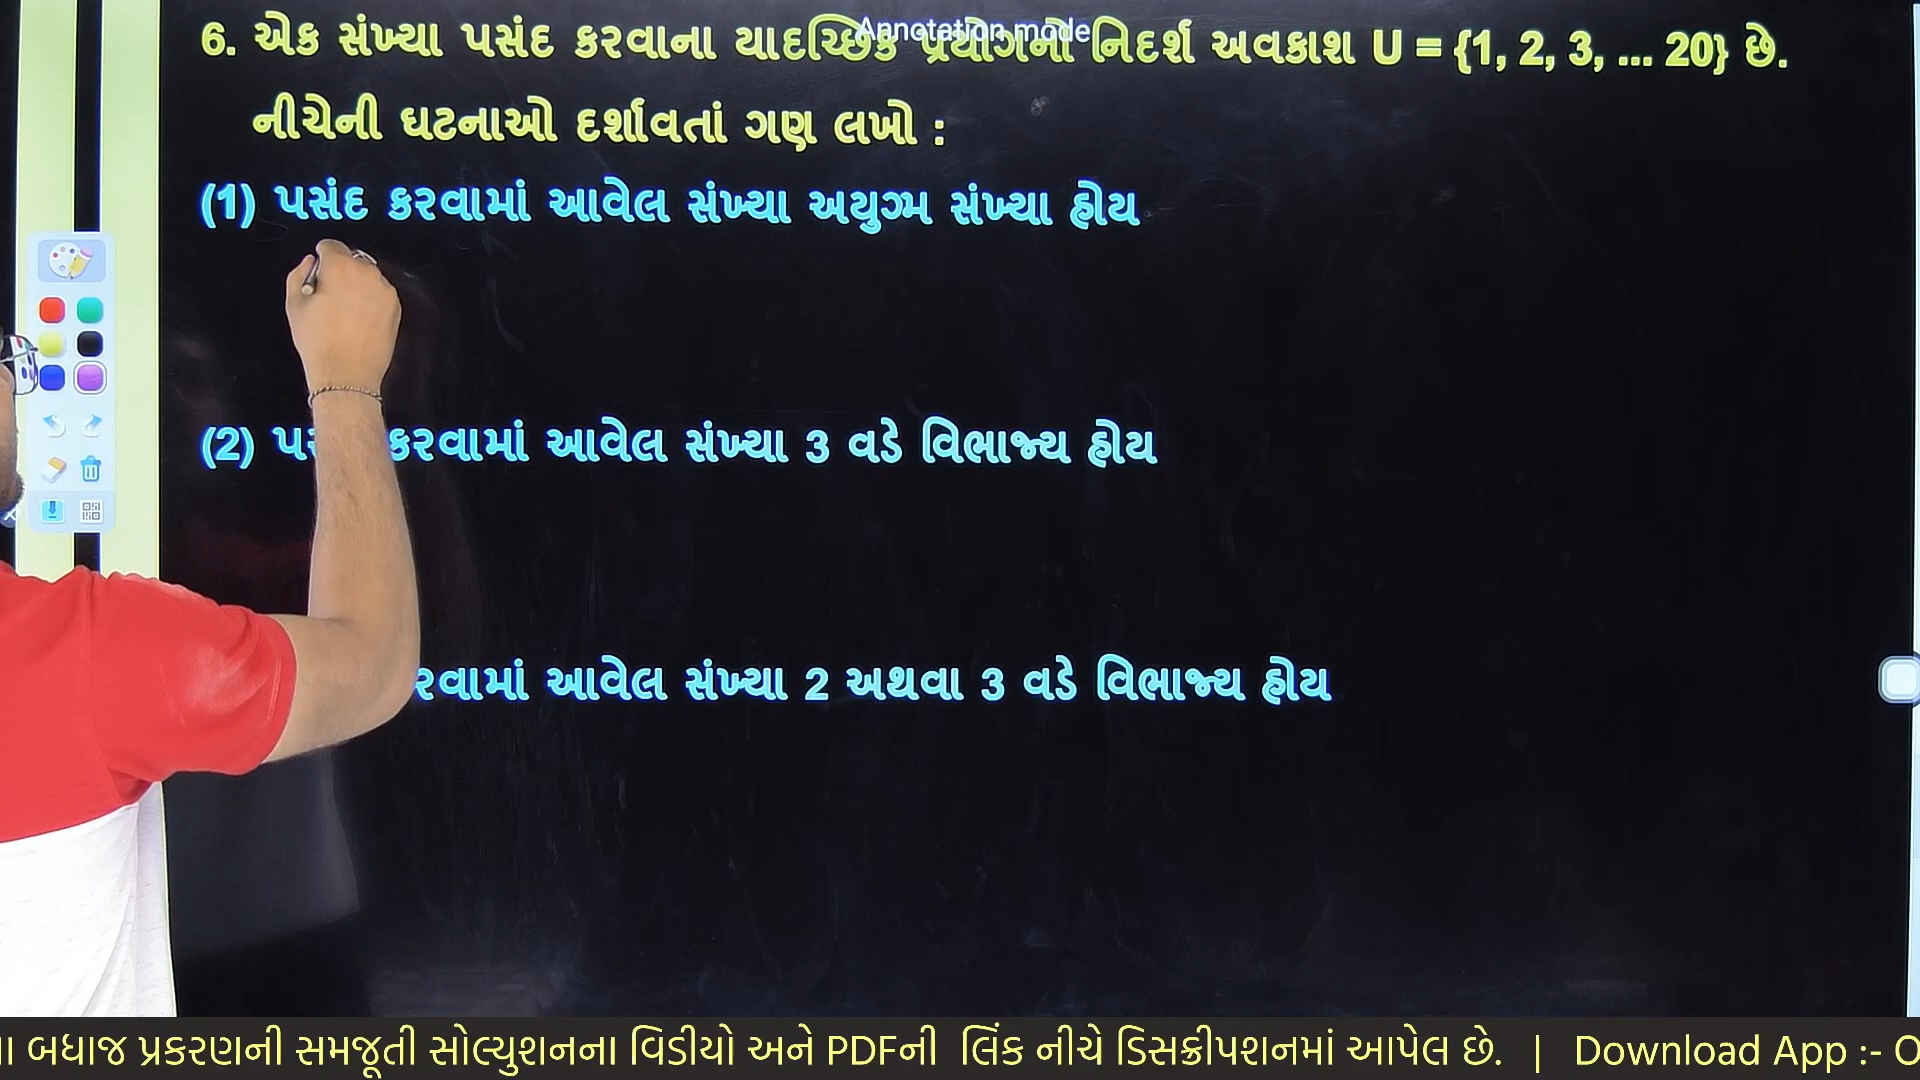 Annotation mode
6. એક સંખ્યા પસંદ કરવાના યાદચ્છિક પ્રયોગનો નિદર્શ અવકાશ U = {1, 2, 3, ... 20} છે.
નીચેની ઘટનાઓ દર્શાવતાં ગણ લખો :
(1) પસંદ કરવામાં આવેલ સંખ્યા અયુગ્મ સંખ્યા હોય
(2) કરવામાં આવેલ સંખ્યા 3 વડે વિભાજ્ય હોય
આવેલ સંખ્યા 2 અથવા 3 વડે વિભાજ્ય હોય
બધાજ પ્રકરણની સમજૂતી સોલ્યુશનના વિડીયો અને PDFની લિંક નીચે ડિસક્રીપશનમાં આપેલ છે. | Download App :-